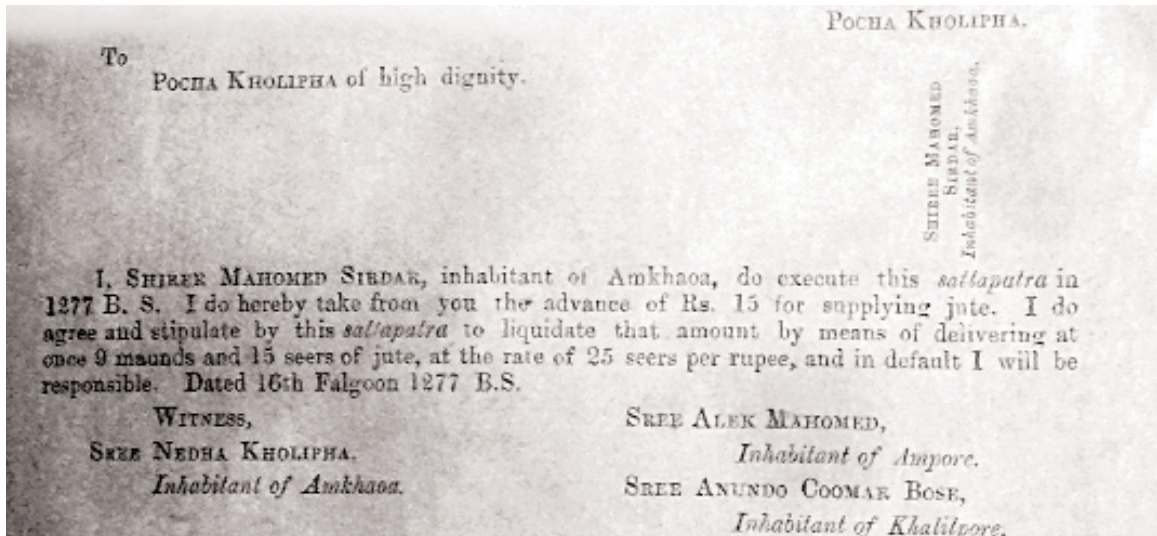 POCHA KHOLIPHA.
To
POCHA KHOLIPHA of high dignity.
SHIREE MAHOMED
SIRDAR,
Inhabitant of Amkhaoa,
I, SHIREE MAHOMED SIRDAR, inhabitant of Amkhaoa, do execute this sattapatra in
1277 B. S. I do hereby take from you the advance of Rs. 15 for supplying jute. I do
agree and stipulate by this sattapatra to liquidate that amount by means of delivering at
once 9 maunds and 15 seers of jute, at the rate of 25 seers per rupee, and in default I will be
responsible. Dated 16th Falgoon 1277 B.S.
WITNESS,
SREE NEDHA KHOLIPHA.
Inhabitant of Amkhaoa.
SREE ALEK MAHOMED,
Inhabitant of Ampore.
SREE ANUNDO COOMAR BOSE,
Inhabitant of Khalilpore.